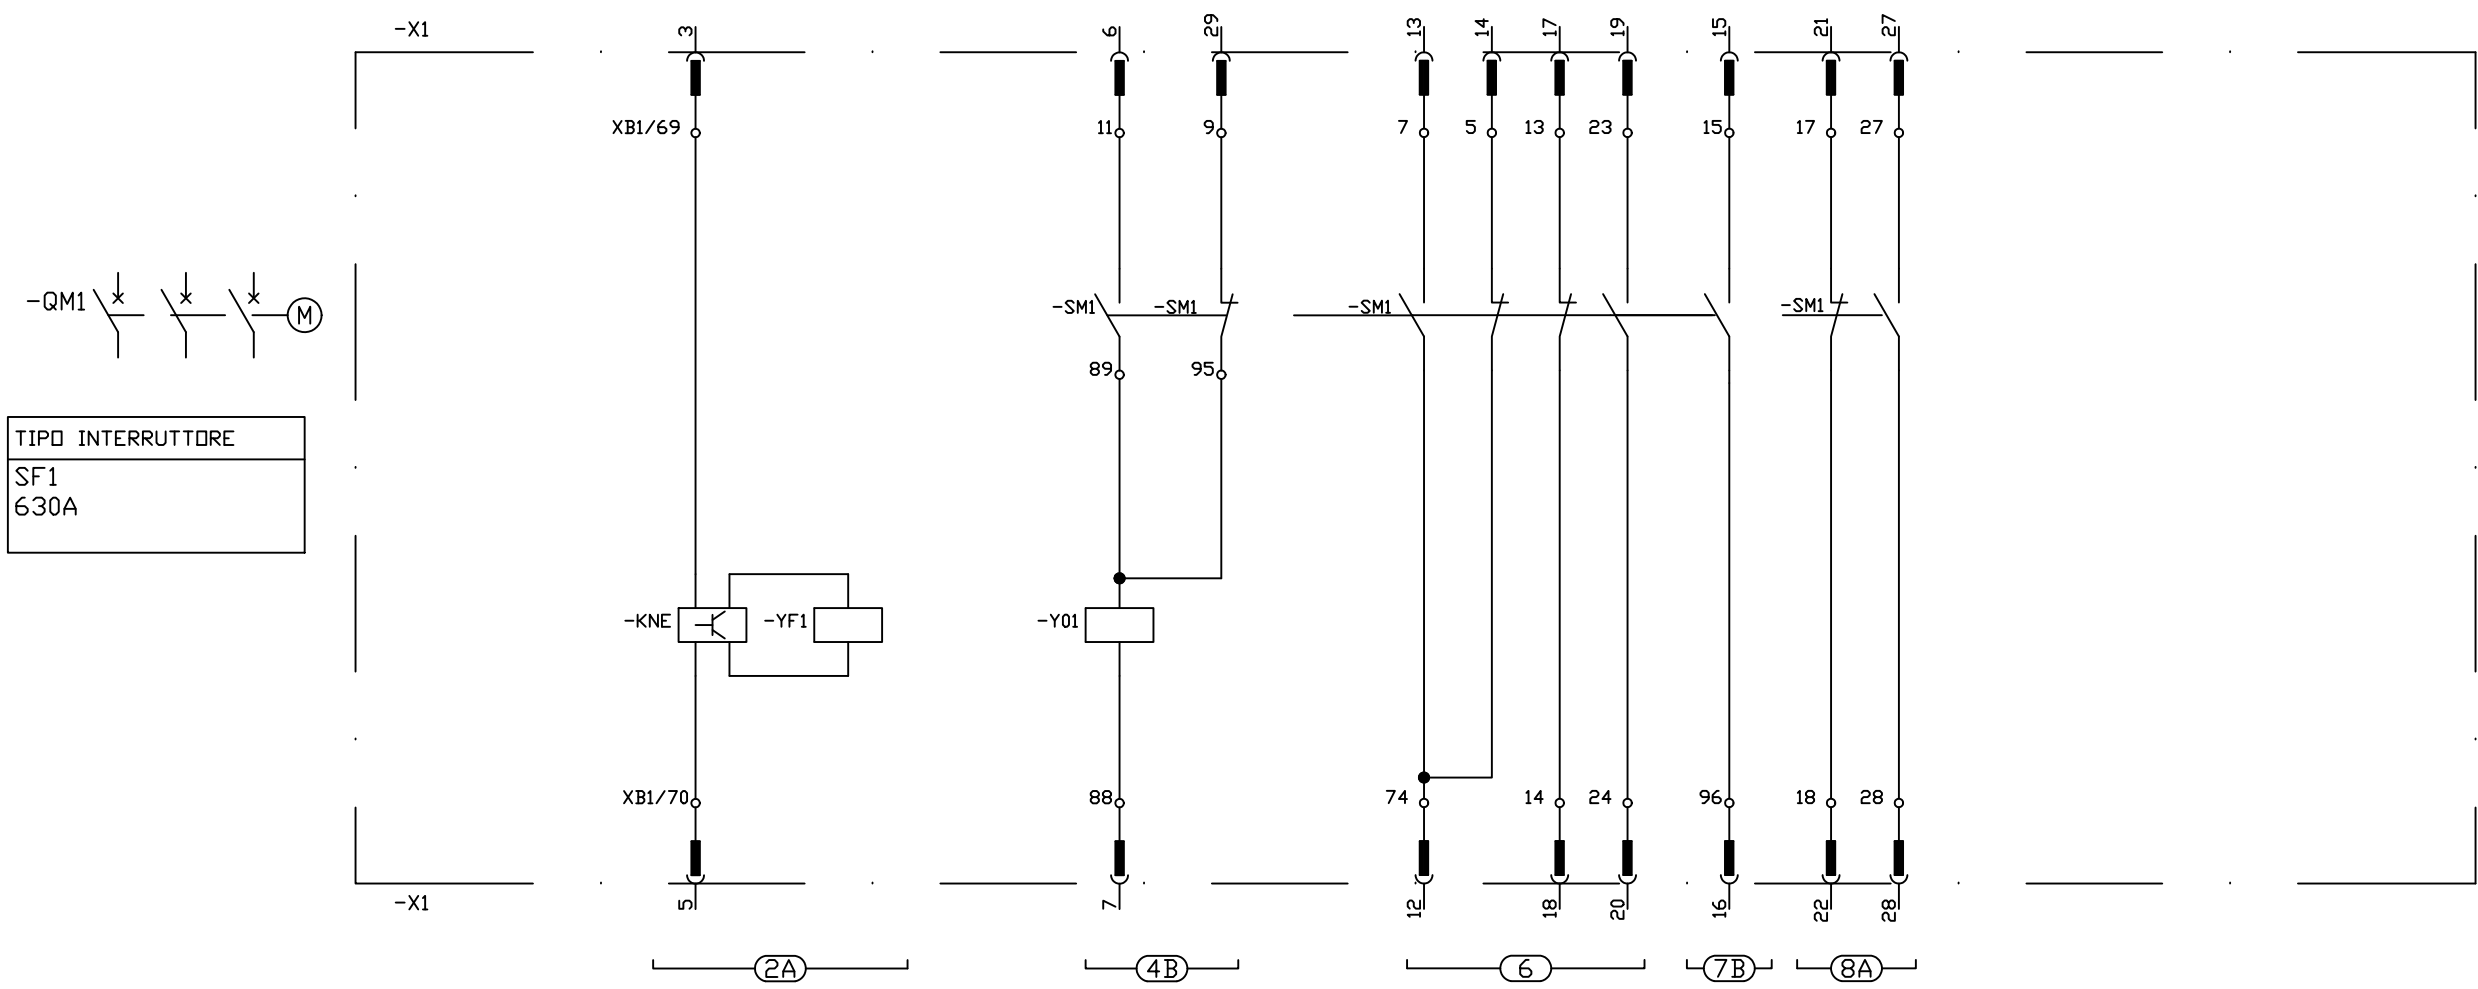 -X1
3
6
29
13
14
17
19
15
21
27
XB1/69
11
9
7
5
13
23
15
17
27
-QM1
M
-SM1
-SM1
-SM1
-SM1
89
95
TIPO INTERRUTTORE
SF1
630A
-KNE
-YF1
-Y01
XB1/70
88
74
14
24
96
18
28
-X1
5
7
12
18
20
16
22
28
2A
4B
6
7B
8A